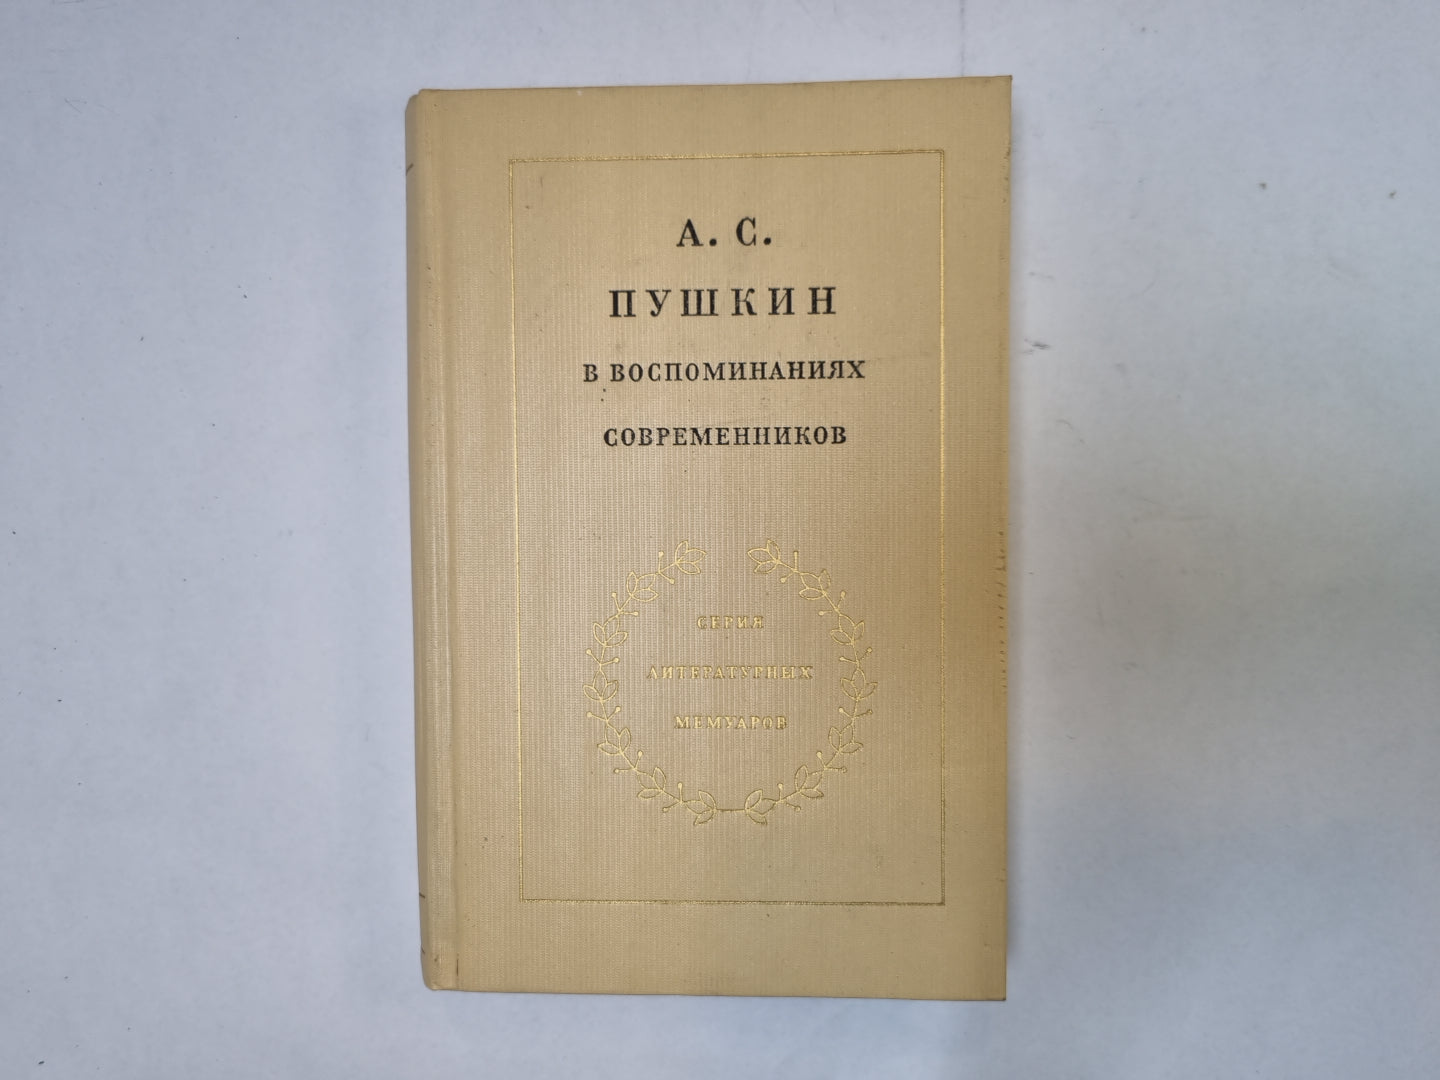 А. С.
ПУШКИН
В ВОСПОМИНАНИЯХ
СОВРЕМЕННИКОВ
СЕРИЯ
ЛИТЕРАТУРНЫХ
МЕМУАРОВ